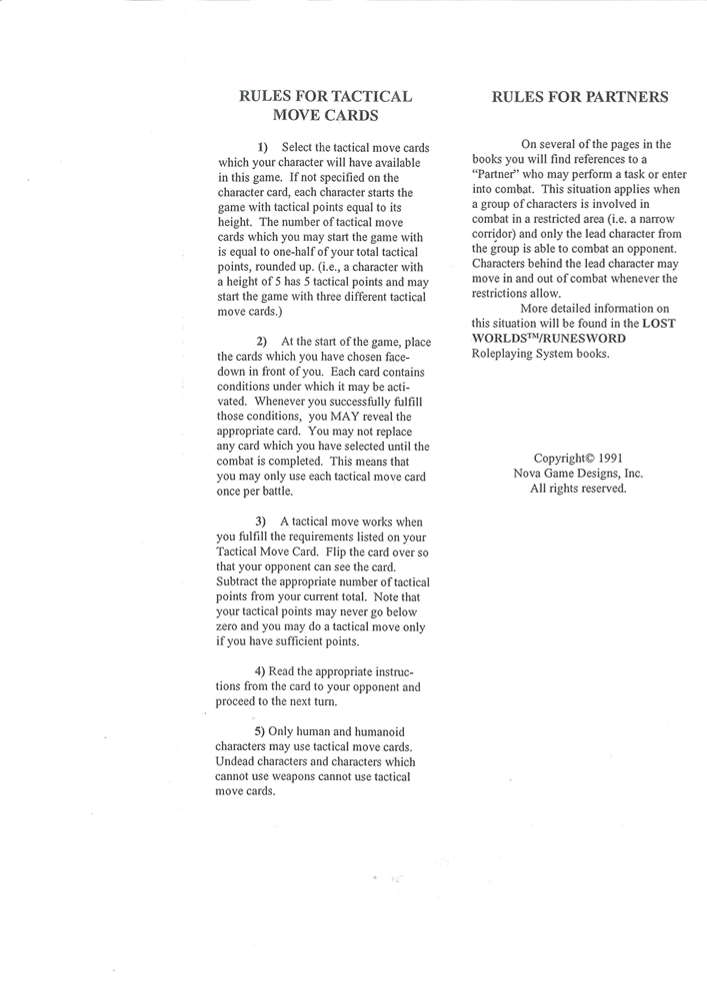 RULES FOR TACTICAL
MOVE CARDS
1) Select the tactical move cards
which your character will have available
in this game. If not specified on the
character card, each character starts the
game with tactical points equal to its
height. The number of tactical move
cards which you may start the game with
is equal to one-half of your total tactical
points, rounded up. (i.e., a character with
a height of 5 has 5 tactical points and may
start the game with three different tactical
move cards.)
2) At the start of the game, place
the cards which you have chosen face-
down in front of you. Each card contains
conditions under which it may be acti-
vated. Whenever you successfully fulfill
those conditions, you MAY reveal the
appropriate card. You may not replace
any card which you have selected until the
combat is completed. This means that
you may only use each tactical move card
once per battle.
3) A tactical move works when
you fulfill the requirements listed on your
Tactical Move Card. Flip the card over so
that your opponent can see the card.
Subtract the appropriate number of tactical
points from your current total. Note that
your tactical points may never go below
zero and you may do a tactical move only
if you have sufficient points.
4) Read the appropriate instruc-
tions from the card to your opponent and
proceed to the next turn.
5) Only human and humanoid
characters may use tactical move cards.
Undead characters and characters which
cannot use weapons cannot use tactical
move cards.
RULES FOR PARTNERS
On several of the pages in the
books you will find references to a
“Partner” who may perform a task or enter
into combat. This situation applies when
a group of characters is involved in
combat in a restricted area (i.e. a narrow
corridor) and only the lead character from
the group is able to combat an opponent.
Characters behind the lead character may
move in and out of combat whenever the
restrictions allow.
More detailed information on
this situation will be found in the LOST
WORLDS™/RUNESWORD
Roleplaying System books.
Copyright© 1991
Nova Game Designs, Inc.
All rights reserved.